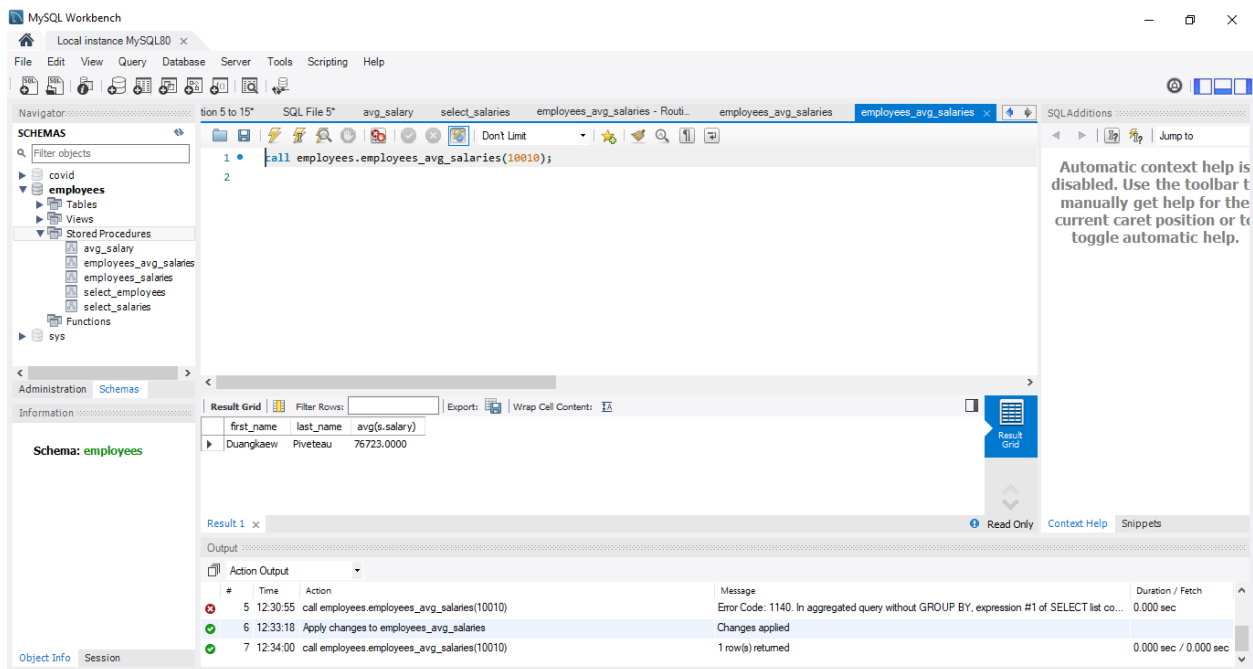 MySQL Workbench
Local instance MySQL80
File Edit View Query Database Server Tools Scripting Help
Navigator
tion 5 to 15* SQL File 5* avg_salary select_salaries employees_avg_salaries - Routi... employees_avg_salaries employees_avg_salaries
SQLAdditions
SCHEMAS
Filter objects
covid
employees
Tables
Views
Stored Procedures
avg_salary
employees_avg_salaries
employees_salaries
select_employees
select_salaries
Functions
sys
Administration Schemas
Information
Schema: employees
Object Info Session
Don't Limit
1 call employees.employees_avg_salaries(10010);
2
Jump to
Automatic context help is
disabled. Use the toolbar t
manually get help for the
current caret position or to
toggle automatic help.
Result Grid Filter Rows: Export: Wrap Cell Content:
first_name last_name avg(s.salary)
Duangkaew Piveteau 76723.0000
Result
Grid
Result 1
Read Only
Context Help Snippets
Output
Action Output
# Time Action Message Duration / Fetch
5 12:30:55 call employees.employees_avg_salaries(10010) Error Code: 1140. In aggregated query without GROUP BY, expression #1 of SELECT list co... 0.000 sec
6 12:33:18 Apply changes to employees_avg_salaries Changes applied
7 12:34:00 call employees.employees_avg_salaries(10010) 1 row(s) returned 0.000 sec / 0.000 sec